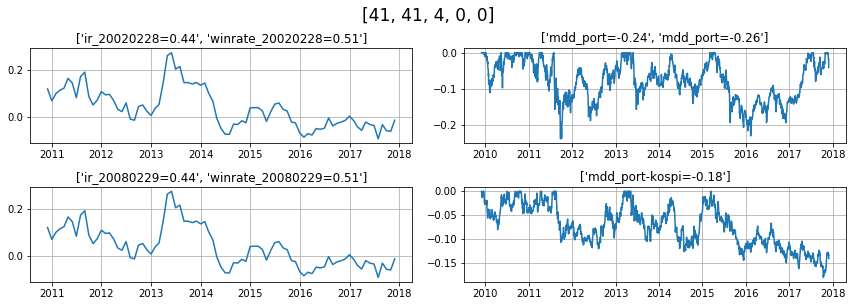 [41, 41, 4, 0, 0]
['ir_20020228=0.44', 'winrate_20020228=0.51']
0.2
0.0
2011 2012 2013 2014 2015 2016 2017 2018
['mdd_port=-0.24', 'mdd_port=-0.26']
0.0
−0.1
−0.2
2010 2011 2012 2013 2014 2015 2016 2017 2018
['ir_20080229=0.44', 'winrate_20080229=0.51']
0.2
0.0
2011 2012 2013 2014 2015 2016 2017 2018
['mdd_port-kospi=-0.18']
0.00
−0.05
−0.10
−0.15
2010 2011 2012 2013 2014 2015 2016 2017 2018